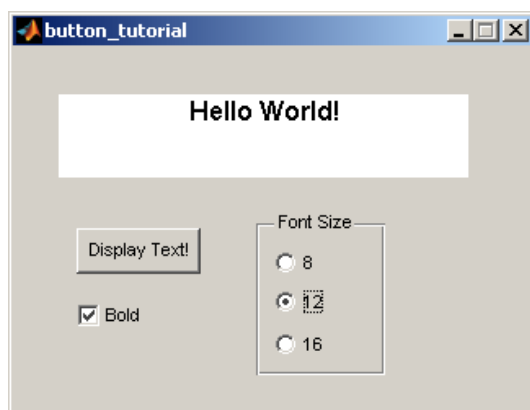 button_tutorial
Hello World!
Display Text!
Bold
Font Size
8
12
16